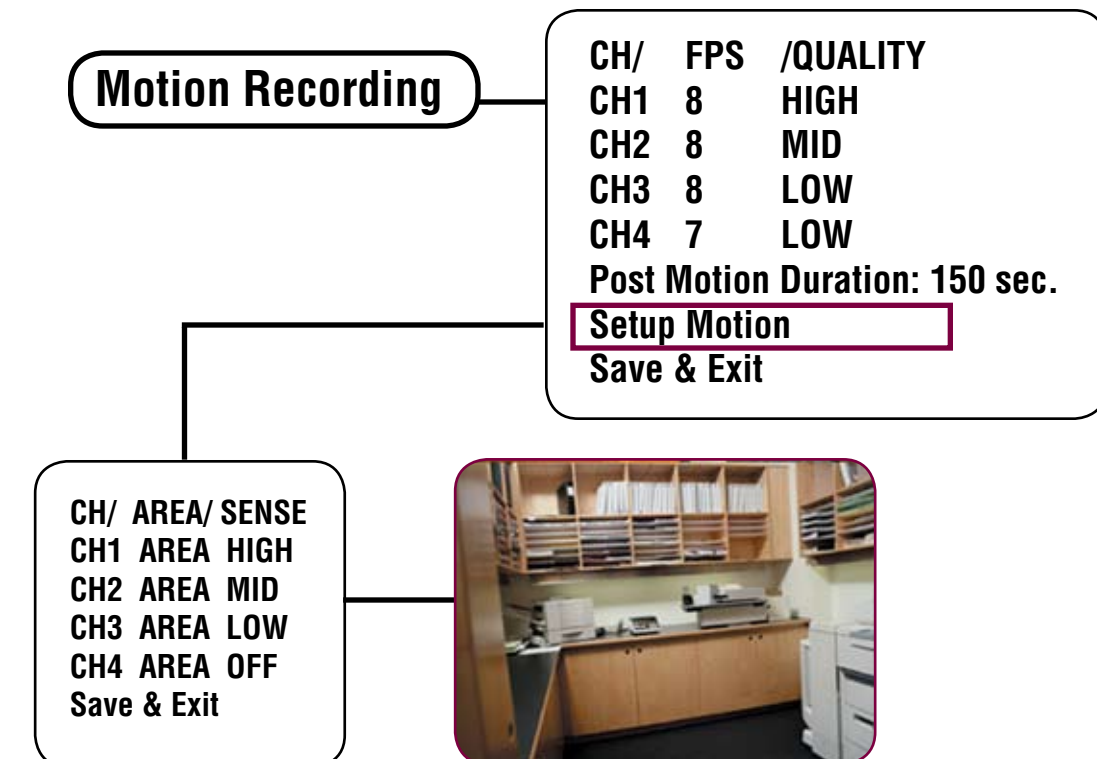 Motion Recording
CH/ FPS /QUALITY
CH1 8 HIGH
CH2 8 MID
CH3 8 LOW
CH4 7 LOW
Post Motion Duration: 150 sec.
Setup Motion
Save & Exit
CH/ AREA/ SENSE
CH1 AREA HIGH
CH2 AREA MID
CH3 AREA LOW
CH4 AREA OFF
Save & Exit